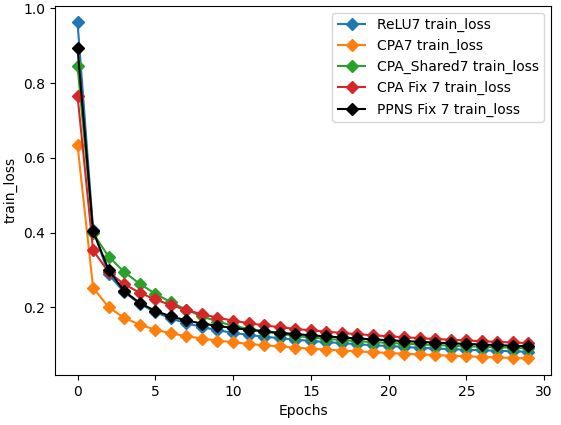 1.0
0.8
0.6
0.4
0.2
train_loss
ReLU7 train_loss
CPA7 train_loss
CPA_Shared7 train_loss
CPA Fix 7 train_loss
PPNS Fix 7 train_loss
0 5 10 15 20 25 30
Epochs